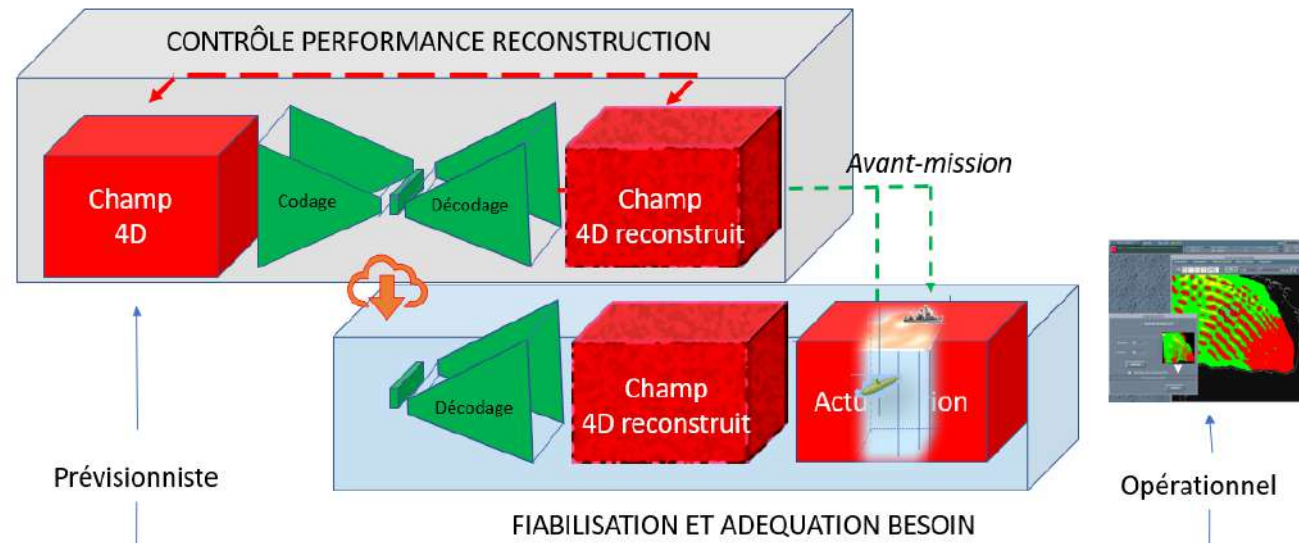 CONTRÔLE PERFORMANCE RECONSTRUCTION
Champ
4D
Codage
Décodage
Champ
4D reconstruit
Avant-mission
Décodage
Champ
4D reconstruit
Prévisionniste
Opérationnel
FIABILISATION ET ADEQUATION BESOIN